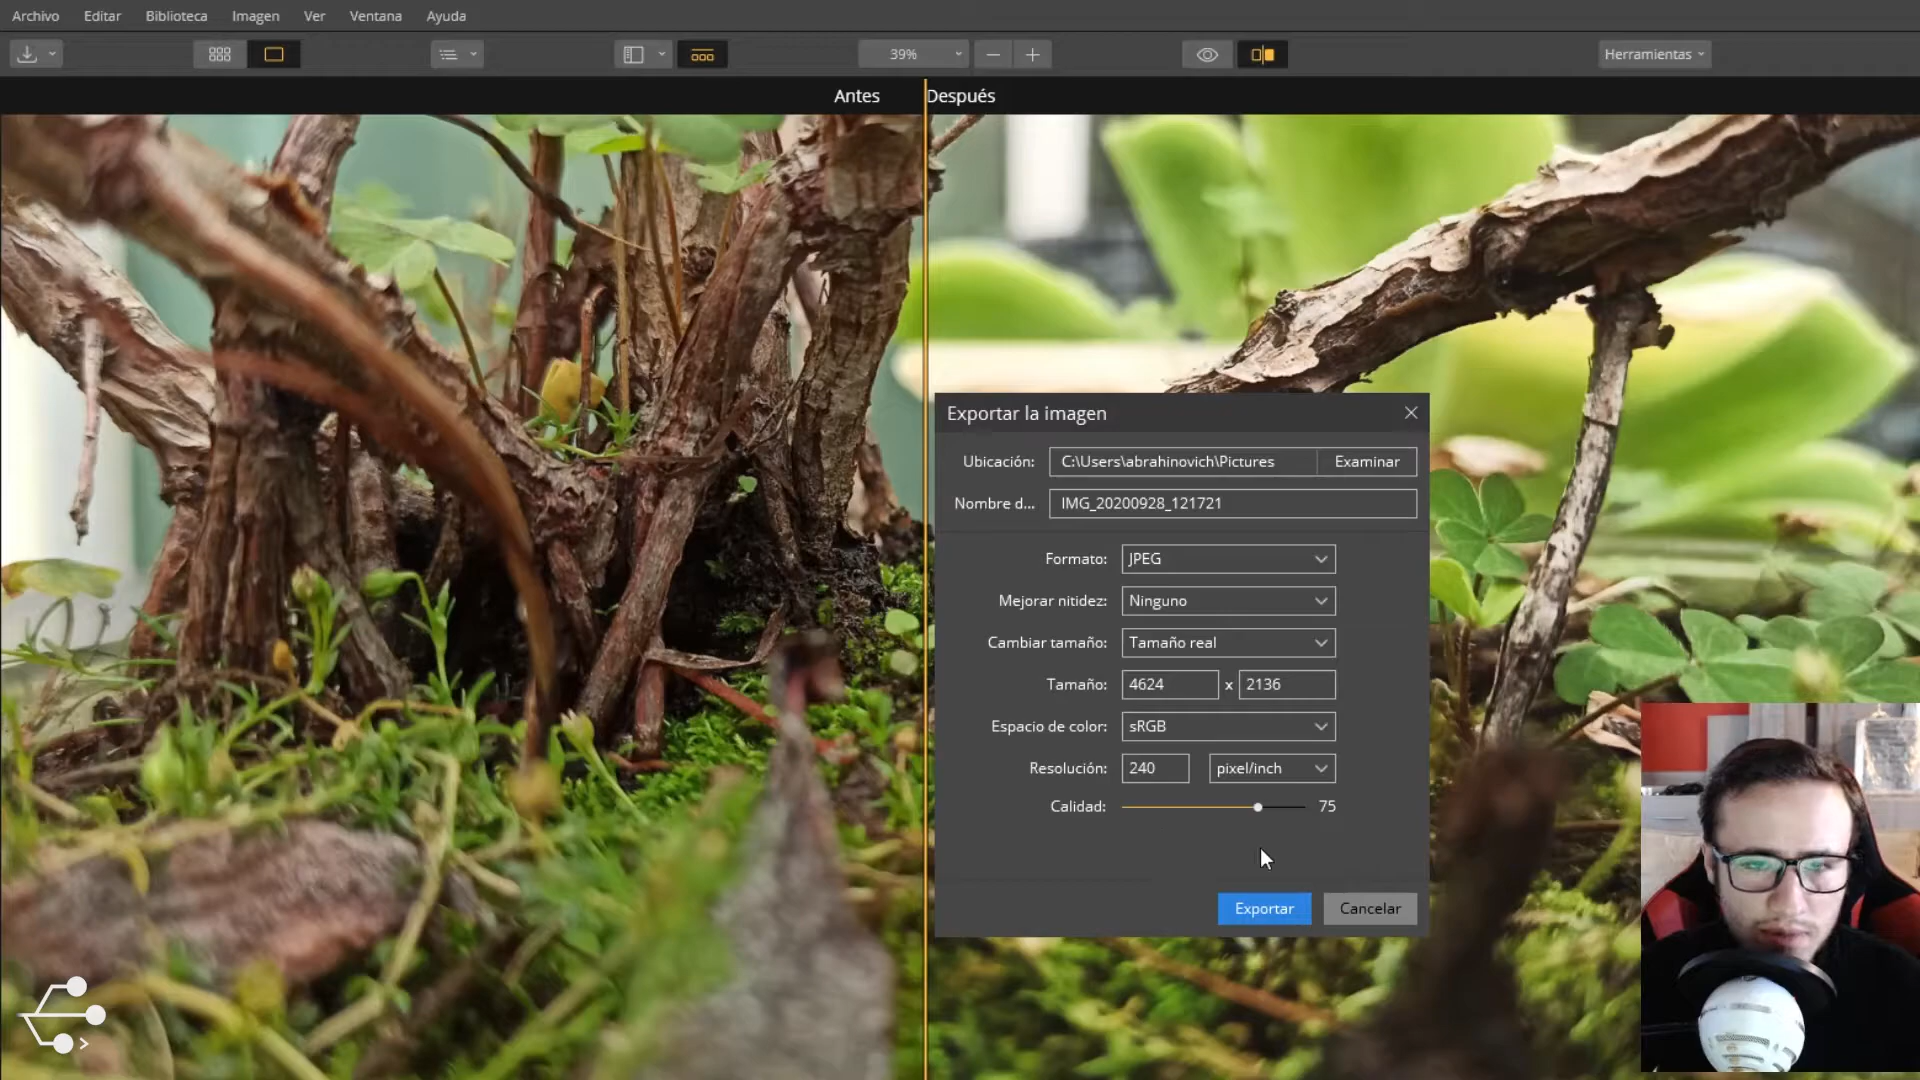 Archivo Editar Biblioteca Imagen Ver Ventana Ayuda
39% Herramientas
Antes Después
Exportar la imagen
Ubicación: C:\Users\abrahinovich\Pictures Examinar
Nombre d... IMG_20200928_121721
Formato: JPEG
Mejorar nitidez: Ninguno
Cambiar tamaño: Tamaño real
Tamaño: 4624 x 2136
Espacio de color: sRGB
Resolución: 240 pixel/inch
Calidad: 75
Exportar Cancelar